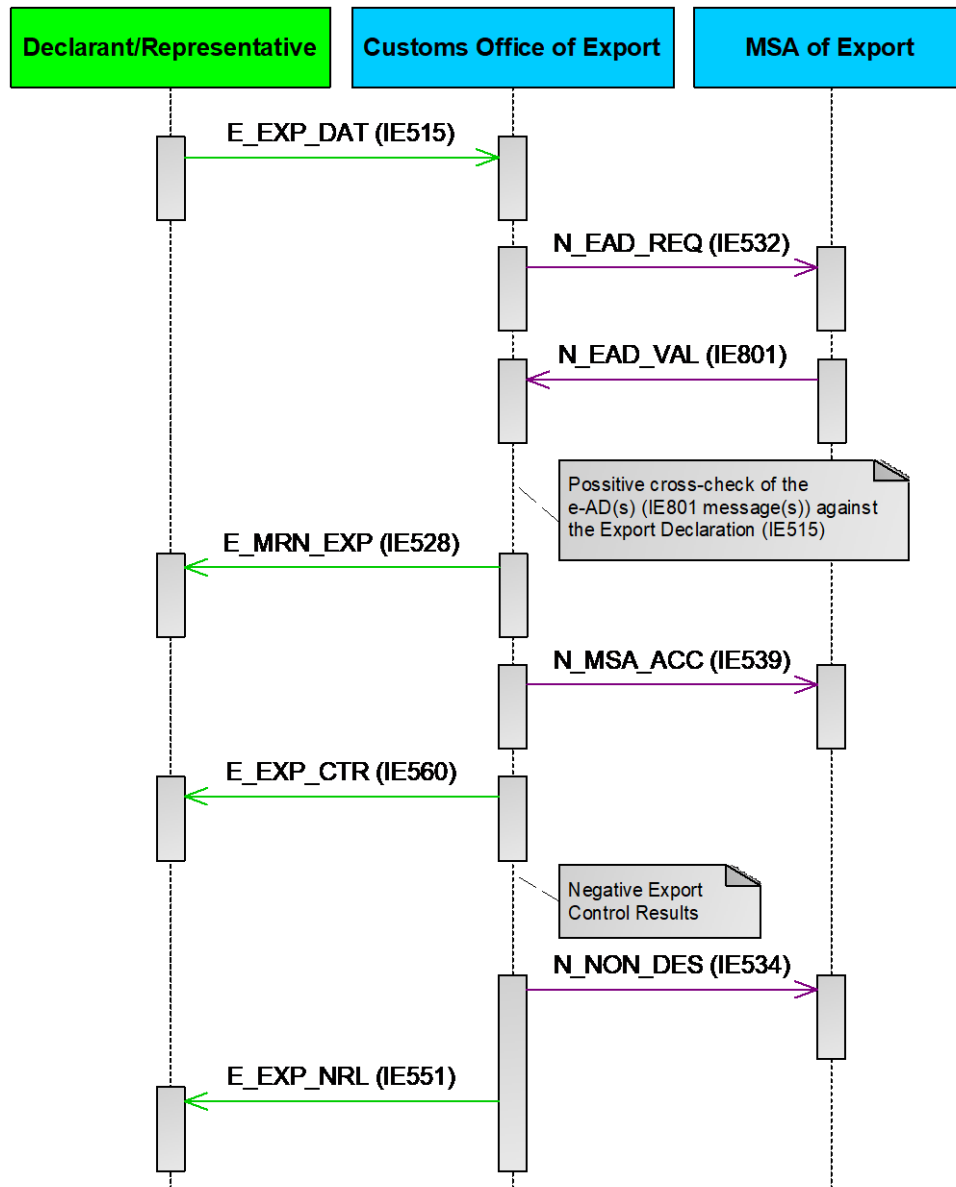 Declarant/Representative
Customs Office of Export
MSA of Export
E_EXP_DAT (IE515)
N_EAD_REQ (IE532)
N_EAD_VAL (IE801)
Possitive cross-check of the
e-AD(s) (IE801 message(s)) against
the Export Declaration (IE515)
E_MRN_EXP (IE528)
N_MSA_ACC (IE539)
E_EXP_CTR (IE560)
Negative Export
Control Results
N_NON_DES (IE534)
E_EXP_NRL (IE551)